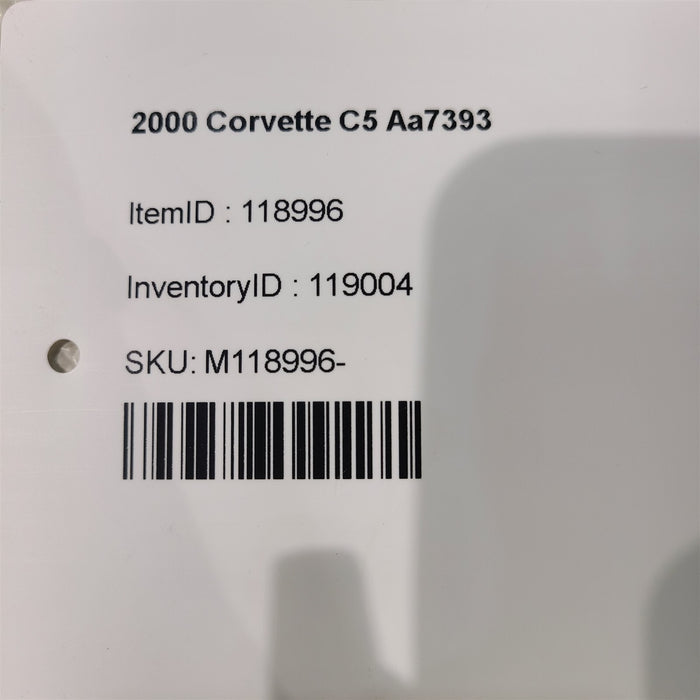 2000 Corvette C5 Aa7393
ItemID : 118996
InventoryID : 119004
SKU: M118996-